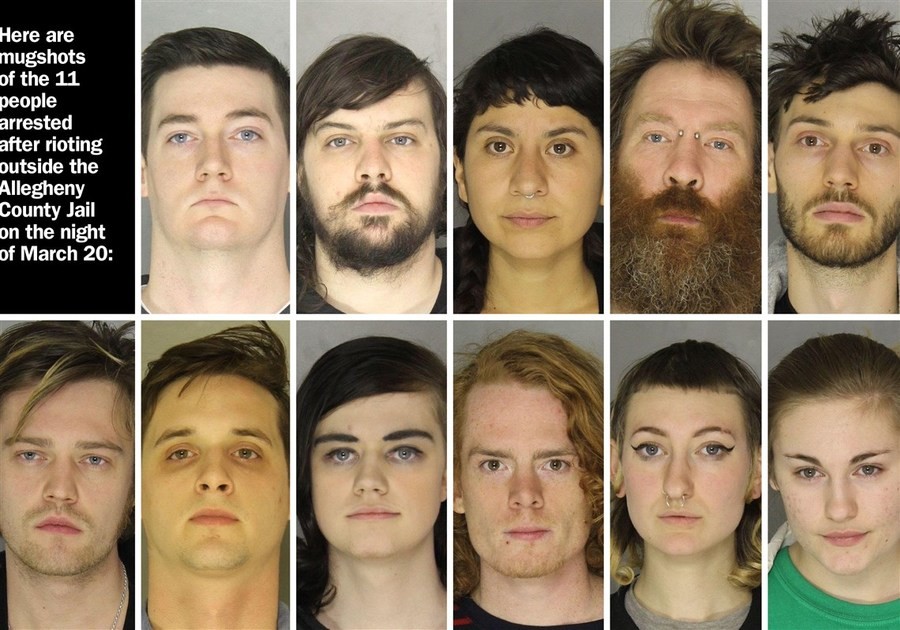 Here are
mugshots
of the 11
people
arrested
after rioting
outside the
Allegheny
County Jail
on the night
of March 20: